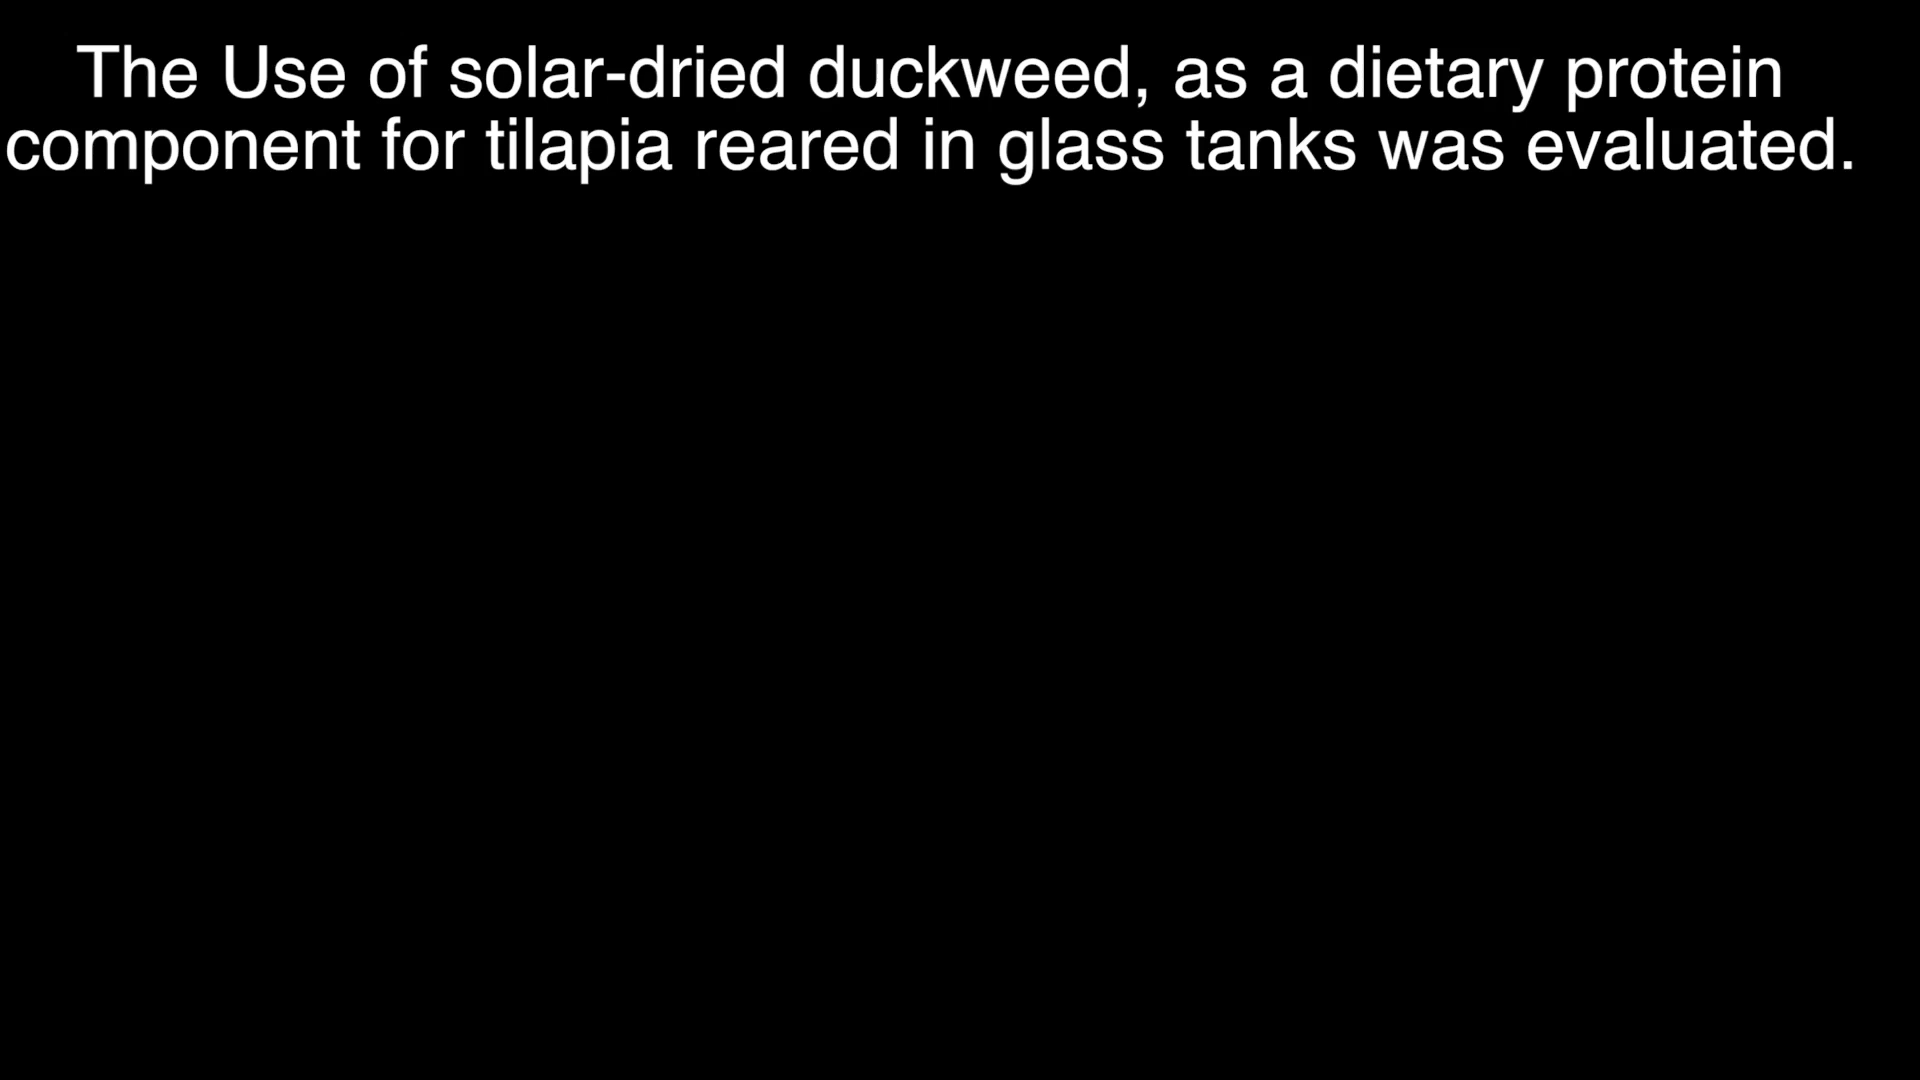 The Use of solar-dried duckweed, as a dietary protein
component for tilapia reared in glass tanks was evaluated.